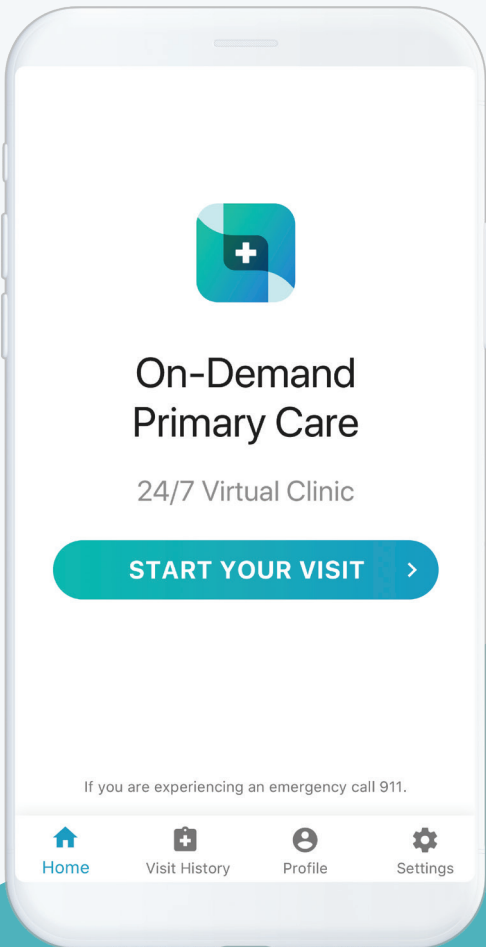 On-Demand
Primary Care
24/7 Virtual Clinic
START YOUR VISIT
If you are experiencing an emergency call 911.
Home
Visit History
Profile
Settings